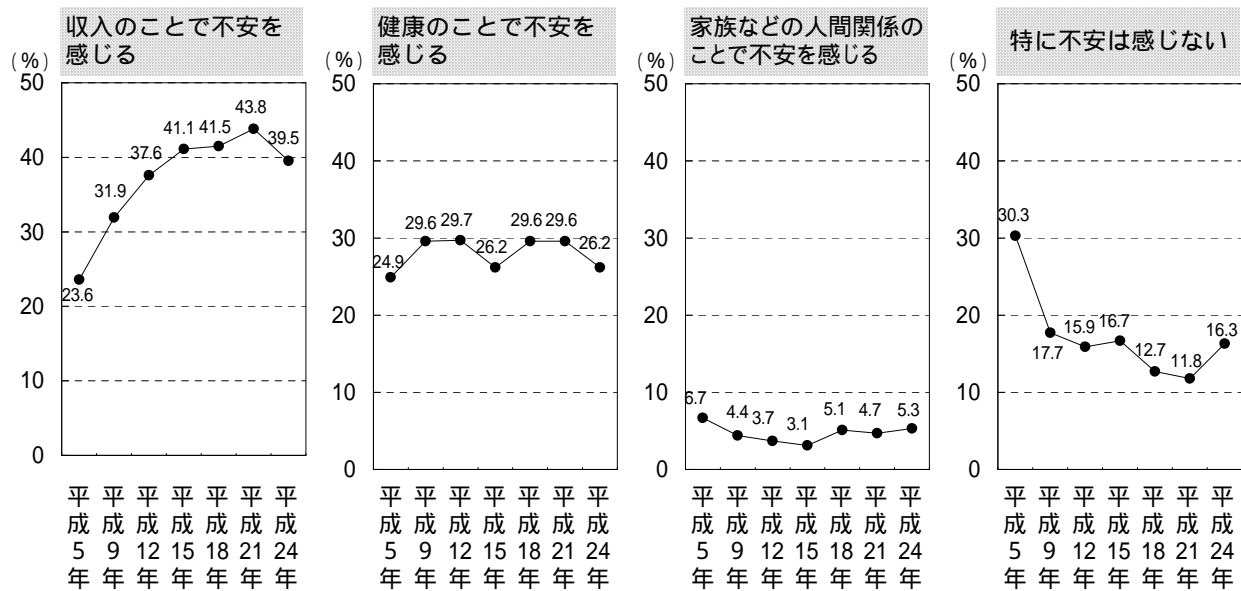 収入のことで不安を
感じる
(%)
50
40
30
20
10
0
23.6
31.9
37.6
41.1
41.5
43.8
39.5
平成5年
平成9年
平成12年
平成15年
平成18年
平成21年
平成24年
健康のことで不安を
感じる
(%)
50
40
30
20
10
0
24.9
29.6
29.7
26.2
29.6
29.6
26.2
平成5年
平成9年
平成12年
平成15年
平成18年
平成21年
平成24年
家族などの人間関係の
ことで不安を感じる
(%)
50
40
30
20
10
0
6.7
4.4
3.7
3.1
5.1
4.7
5.3
平成5年
平成9年
平成12年
平成15年
平成18年
平成21年
平成24年
特に不安は感じない
(%)
50
40
30
20
10
0
30.3
17.7
15.9
16.7
12.7
11.8
16.3
平成5年
平成9年
平成12年
平成15年
平成18年
平成21年
平成24年